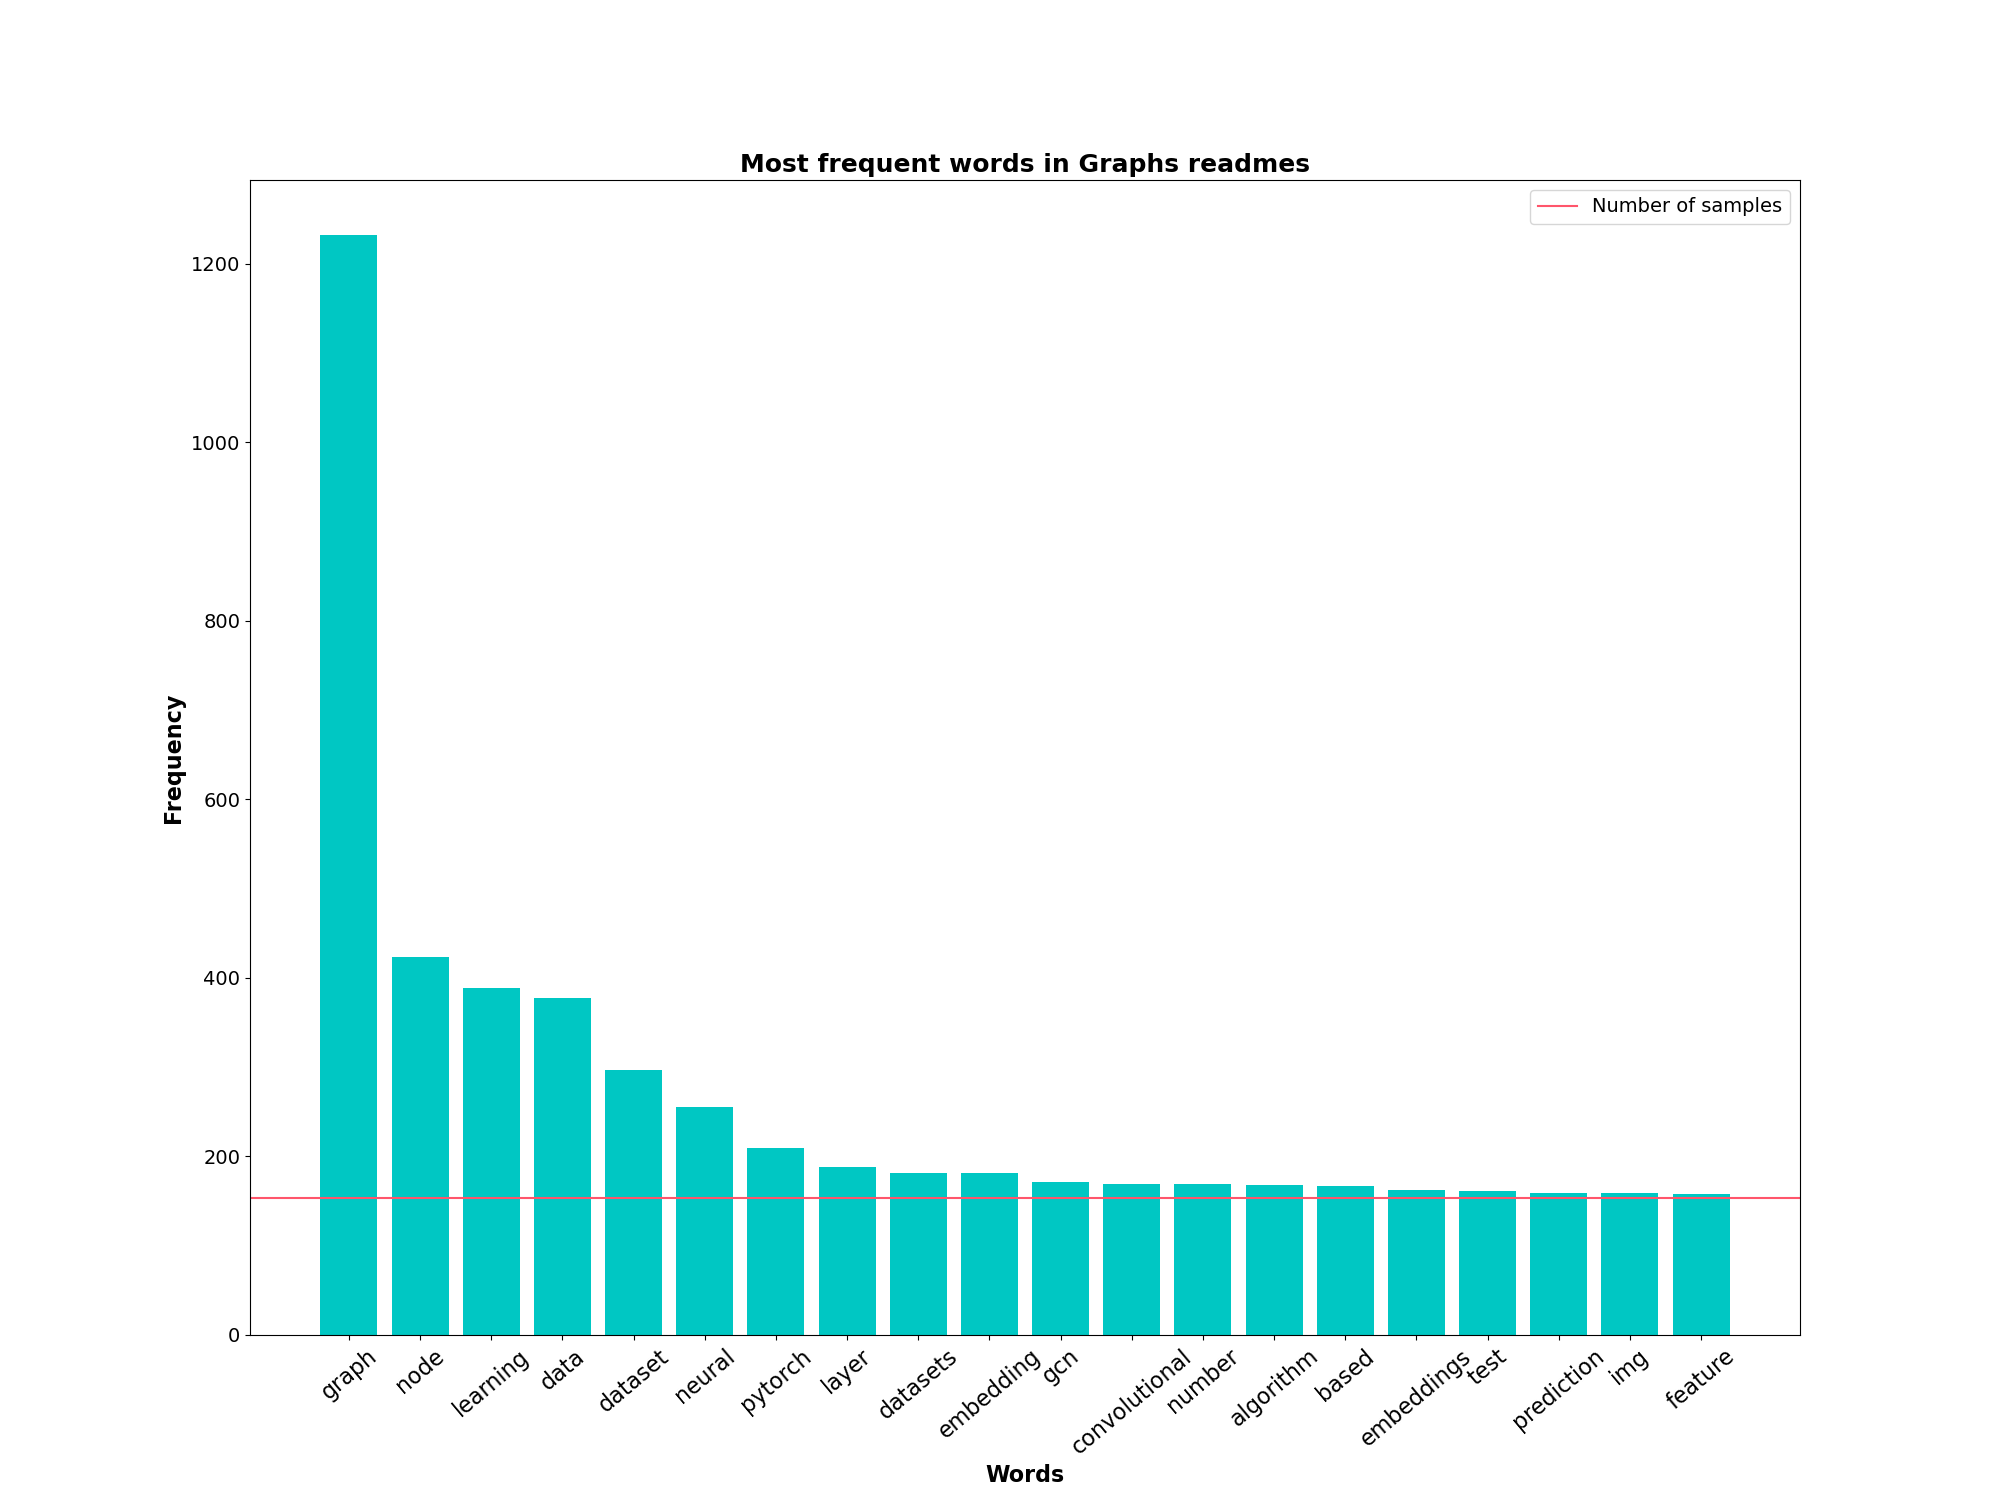 Most frequent words in Graphs readmes
Number of samples
1200
1000
800
600
400
200
0
Frequency
graph
node
learning
data
dataset
neural
pytorch
layer
datasets
embedding
gcn
convolutional
number
algorithm
based
embeddings
test
prediction
img
feature
Words